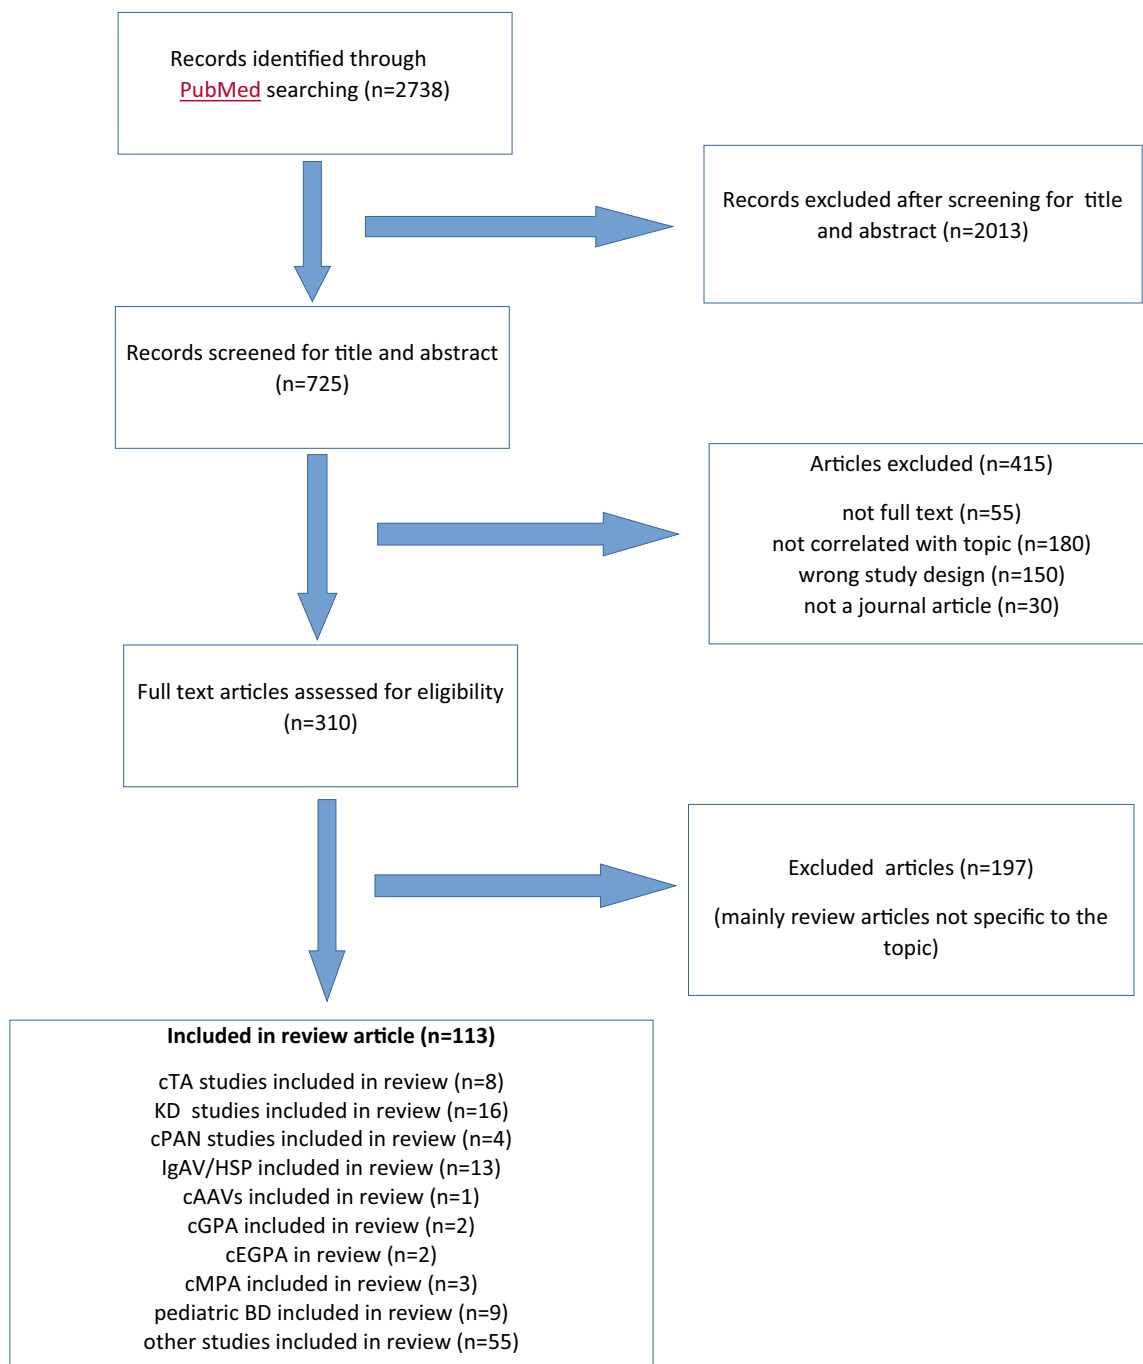 Records identified through
PubMed searching (n=2738)
Records excluded after screening for title
and abstract (n=2013)
Records screened for title and abstract
(n=725)
Articles excluded (n=415)
not full text (n=55)
not correlated with topic (n=180)
wrong study design (n=150)
not a journal article (n=30)
Full text articles assessed for eligibility
(n=310)
Excluded articles (n=197)
(mainly review articles not specific to the
topic)
Included in review article (n=113)
cTA studies included in review (n=8)
KD studies included in review (n=16)
cPAN studies included in review (n=4)
IgAV/HSP included in review (n=13)
cAAVs included in review (n=1)
cGPA included in review (n=2)
cEGPA in review (n=2)
cMPA included in review (n=3)
pediatric BD included in review (n=9)
other studies included in review (n=55)